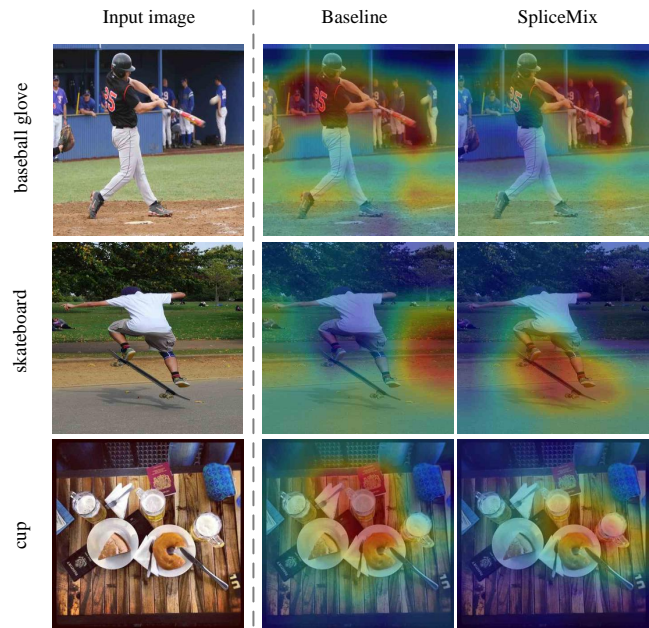 Input image
Baseline
SpliceMix
baseball glove
skateboard
cup